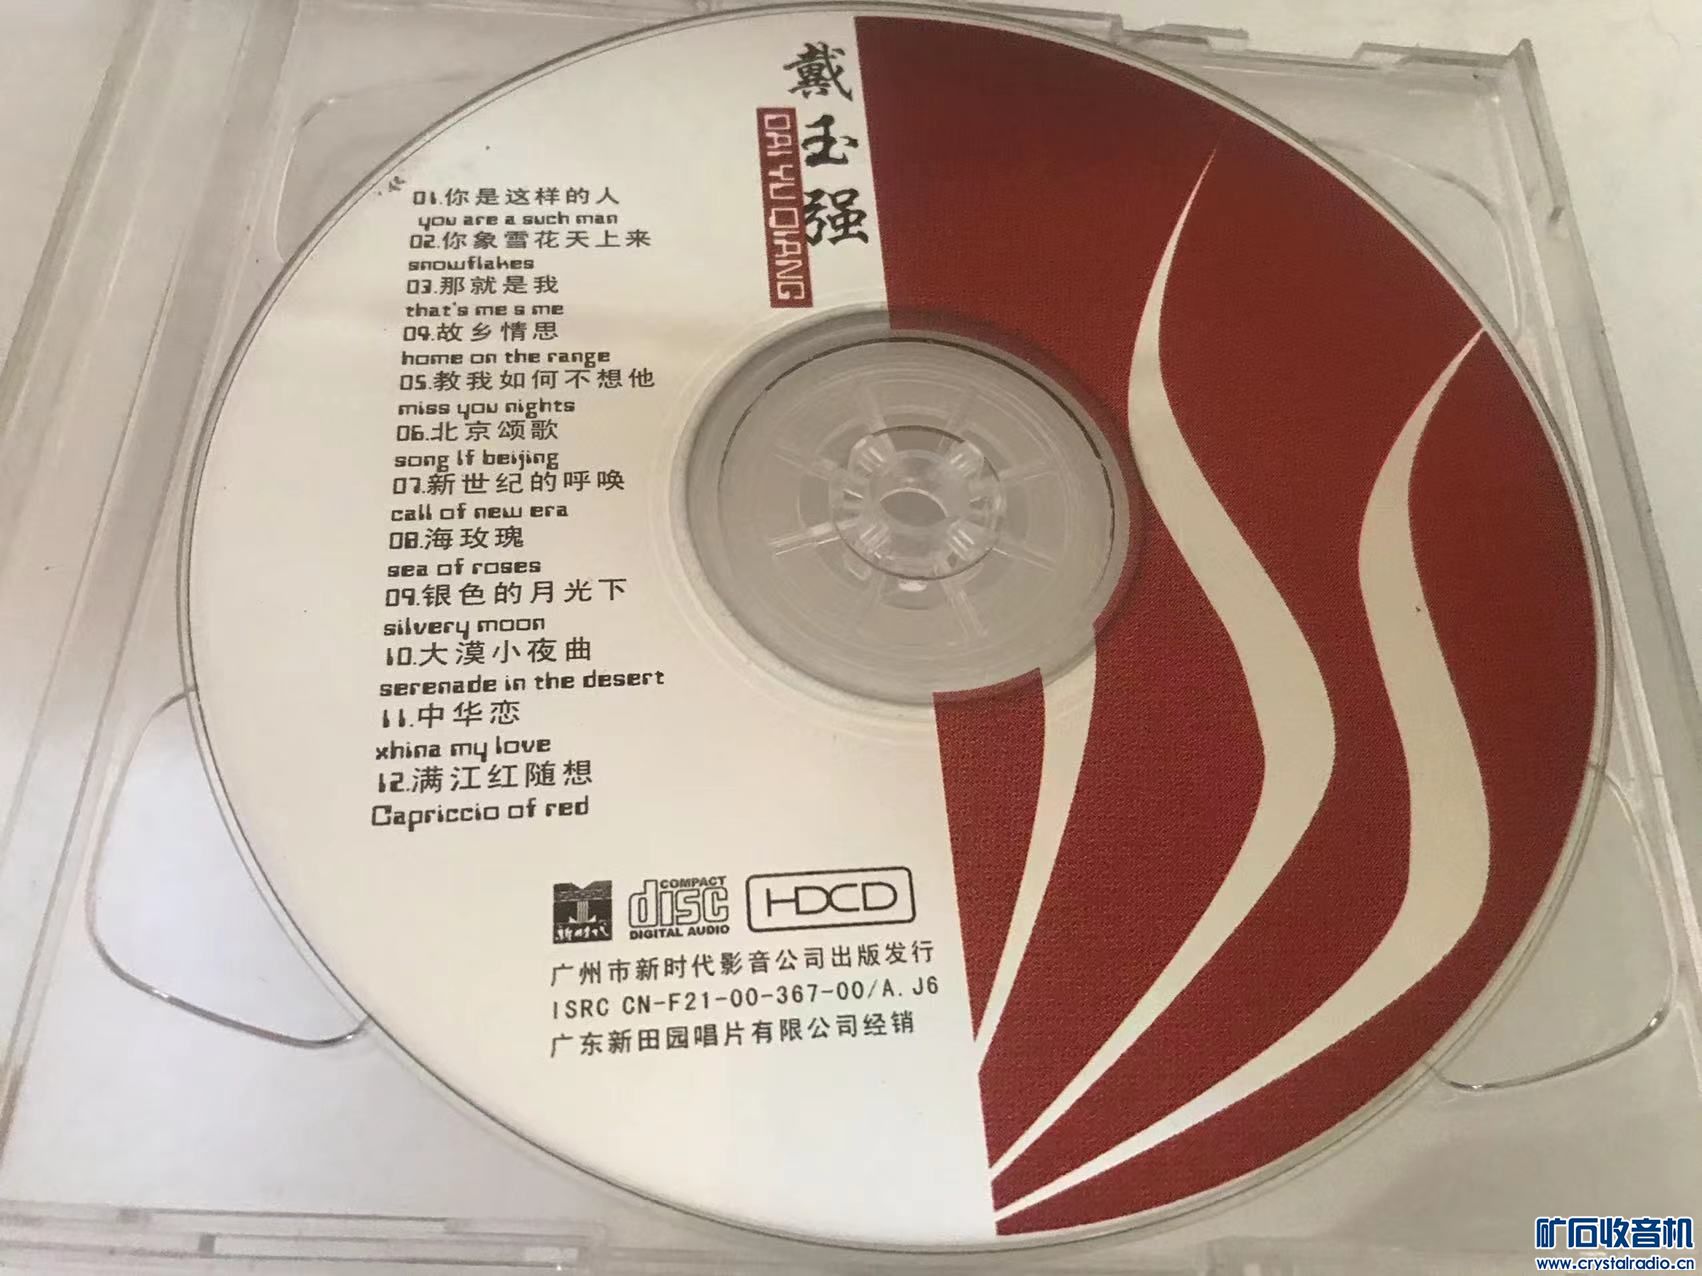 戴玉强
DAI YU QIANG
01.你是这样的人
you are a such man
02.你象雪花天上来
snowflakes
03.那就是我
that's me s me
04.故乡情思
home on the range
05.教我如何不想他
miss you nights
06.北京颂歌
song lf beijing
07.新世纪的呼唤
call of new era
08.海玫瑰
sea of roses
09.银色的月光下
silvery moon
10.大漠小夜曲
serenade in the desert
11.中华恋
xhina my love
12.满江红随想
Capriccio of red
新时代
COMPACT
disc
DIGITAL AUDIO
HDCD
广州市新时代影音公司出版发行
ISRC CN-F21-00-367-00/A.J6
广东新田园唱片有限公司经销
矿石收音机
www.crystalradio.cn